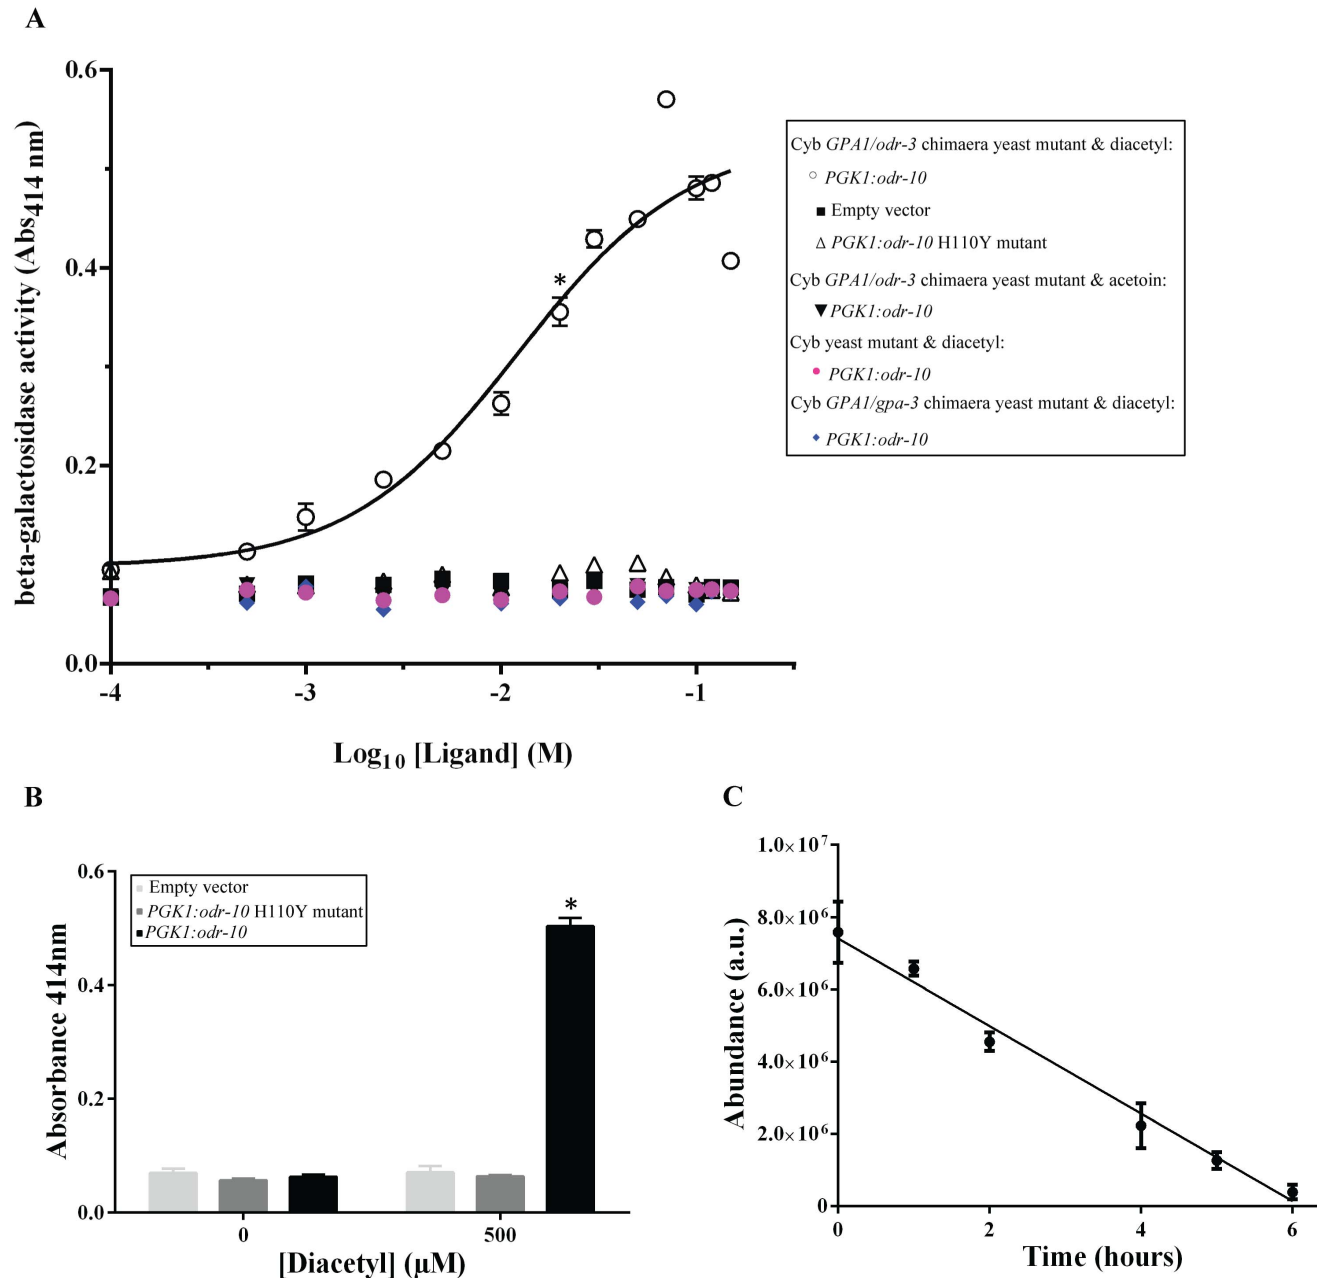 A
beta-galactosidase activity (Abs414 nm)
0.6
0.4
0.2
0.0
-4
-3
-2
-1
*
Log10 [Ligand] (M)
Cyb GPA1/odr-3 chimaera yeast mutant & diacetyl:
PGK1:odr-10
Empty vector
PGK1:odr-10 H110Y mutant
Cyb GPA1/odr-3 chimaera yeast mutant & acetoin:
PGK1:odr-10
Cyb yeast mutant & diacetyl:
PGK1:odr-10
Cyb GPA1/gpa-3 chimaera yeast mutant & diacetyl:
PGK1:odr-10
B
Absorbance 414nm
0.6
0.4
0.2
0.0
Empty vector
PGK1:odr-10 H110Y mutant
PGK1:odr-10
*
0
500
[Diacetyl] (µM)
C
Abundance (a.u.)
1.0×10⁷
8.0×10⁶
6.0×10⁶
4.0×10⁶
2.0×10⁶
0
0
2
4
6
Time (hours)